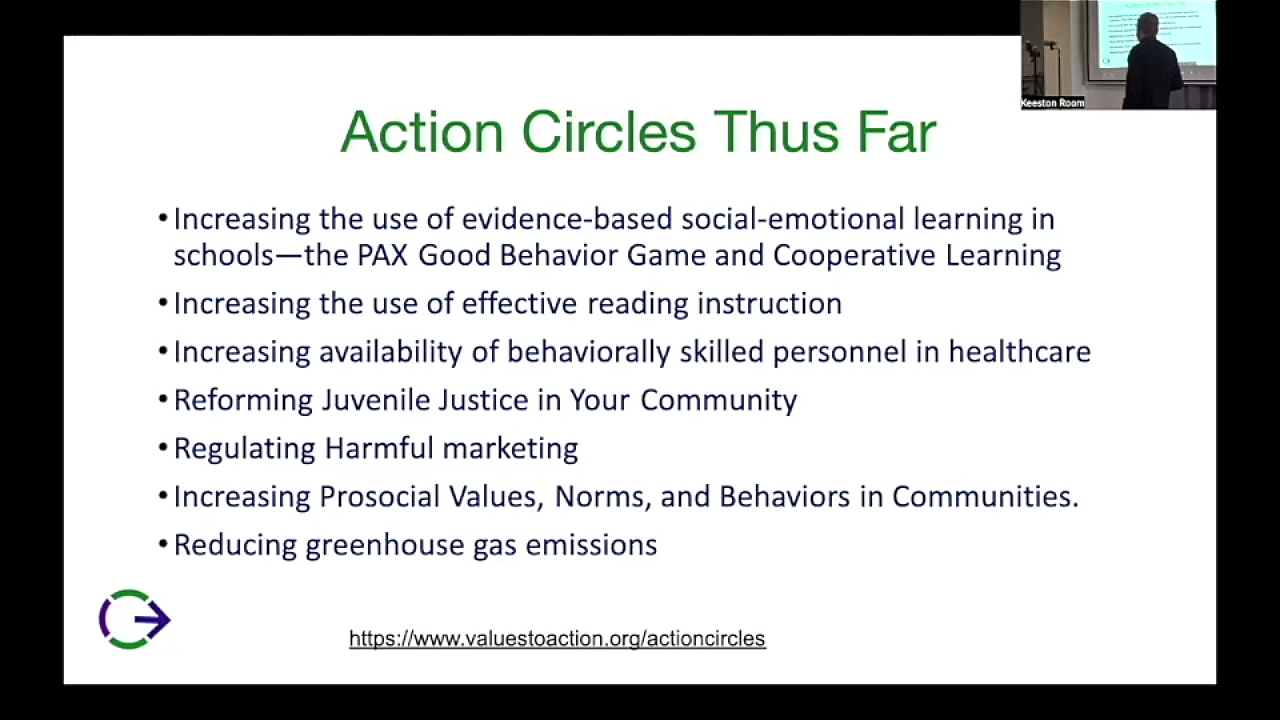 Action Circles Thus Far
Keeston Room
• Increasing the use of evidence-based social-emotional learning in
schools—the PAX Good Behavior Game and Cooperative Learning
• Increasing the use of effective reading instruction
• Increasing availability of behaviorally skilled personnel in healthcare
• Reforming Juvenile Justice in Your Community
• Regulating Harmful marketing
• Increasing Prosocial Values, Norms, and Behaviors in Communities.
• Reducing greenhouse gas emissions
https://www.valuestoaction.org/actioncircles